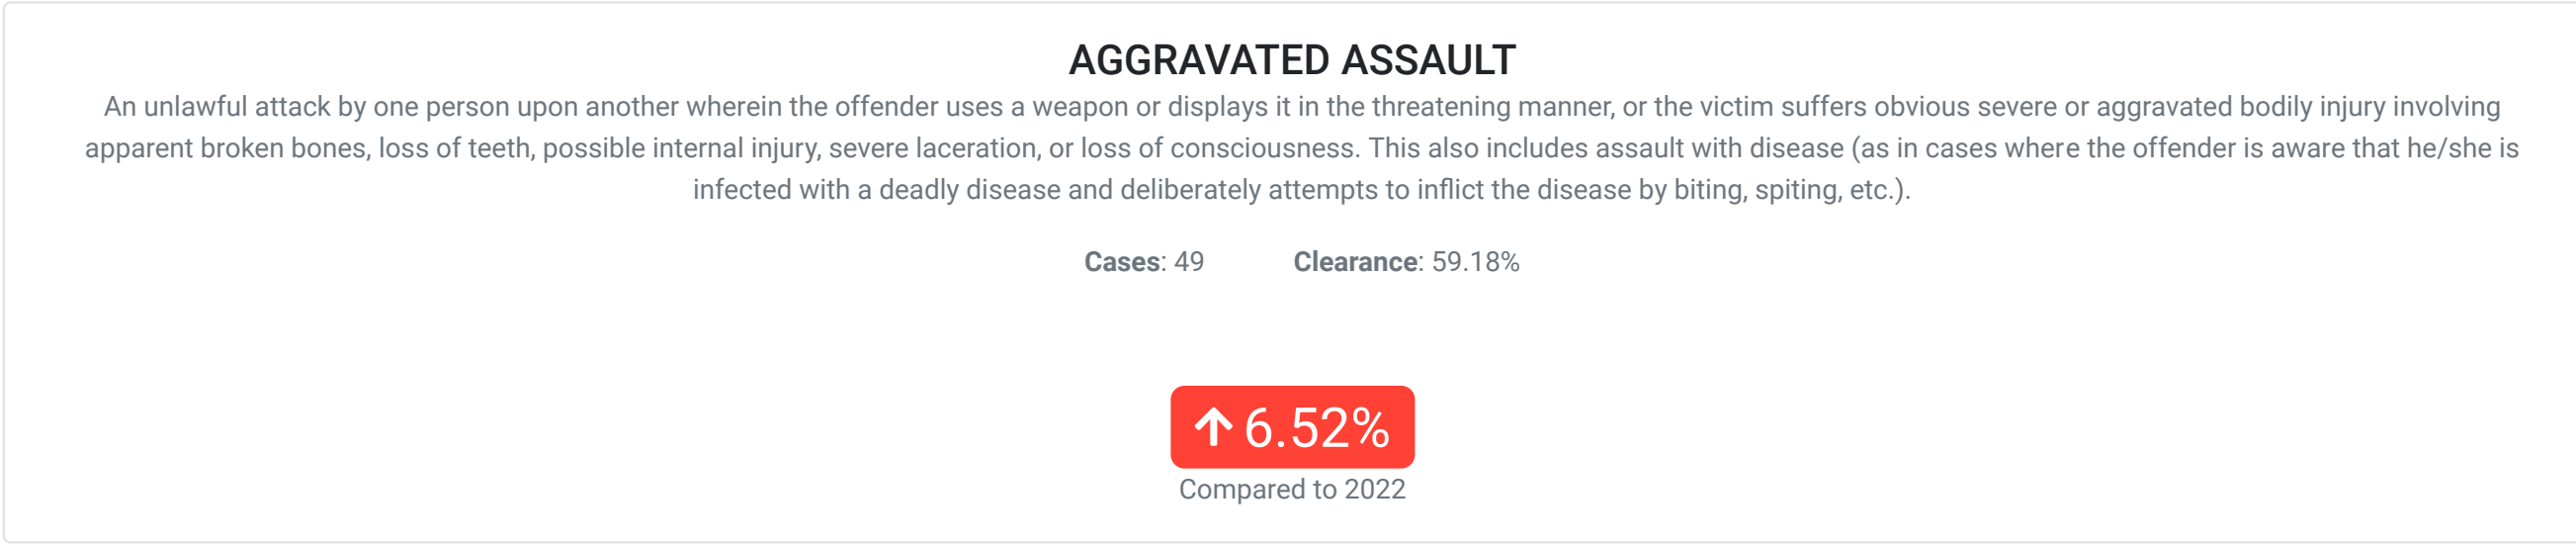 AGGRAVATED ASSAULT
An unlawful attack by one person upon another wherein the offender uses a weapon or displays it in the threatening manner, or the victim suffers obvious severe or aggravated bodily injury involving
apparent broken bones, loss of teeth, possible internal injury, severe laceration, or loss of consciousness. This also includes assault with disease (as in cases where the offender is aware that he/she is
infected with a deadly disease and deliberately attempts to inflict the disease by biting, spiting, etc.).
Cases: 49 Clearance: 59.18%
↑ 6.52%
Compared to 2022